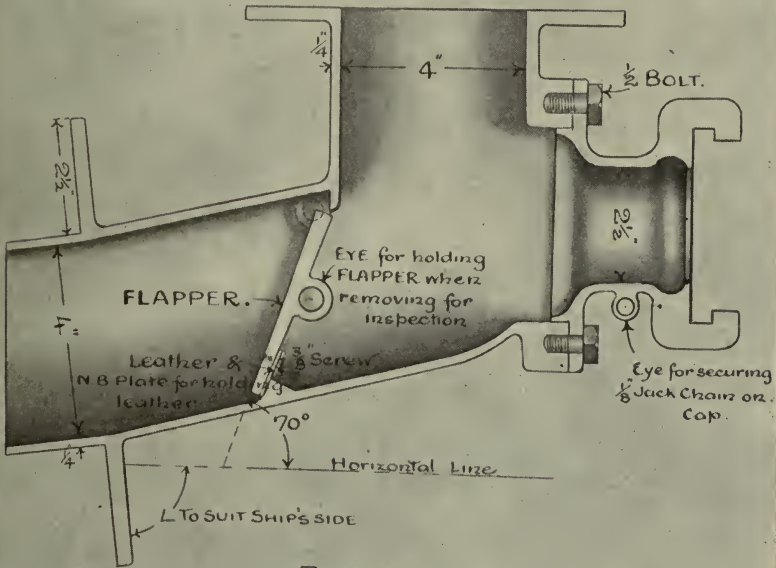 ¼"
4"
½ BOLT.
2½"
2½"
EYE for holding
FLAPPER when
removing for
inspection
FLAPPER.
4"
Leather &
N.B Plate for holding
leather
⅜" Screw
Eye for securing
⅛" Jack Chain on
Cap.
70°
¼"
Horizontal Line
L TO SUIT SHIP'S SIDE